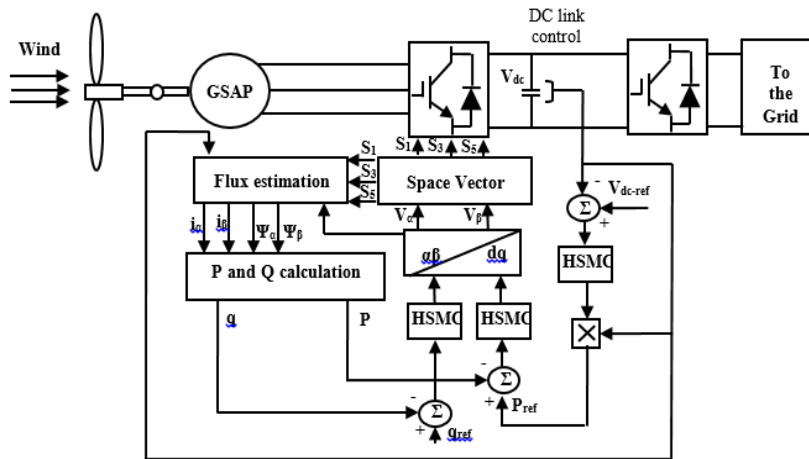 DC link
control
Wind
GSAP
Vdc
To
the
Grid
S1 S3 S5
S1
S3
S5
Flux estimation
Space Vector
Vα Vβ
- Vdc-ref
Σ
+
iα iβ Ψα Ψβ
αβ dq
HSMC
P and Q calculation
HSMC HSMC
q P
×
- Σ
+ Pref
- Σ
+ qref